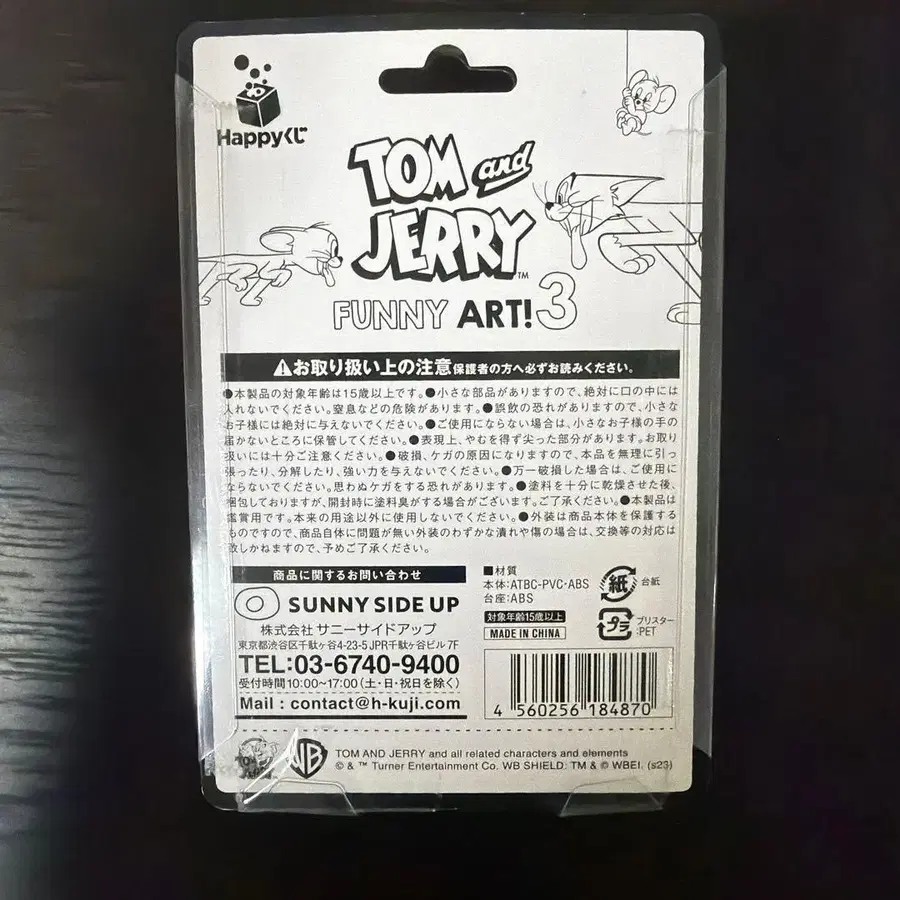 Happyくじ
TOM and
JERRY™
FUNNY ART!3
⚠お取り扱い上の注意 保護者の方へ必ずお読みください。
●本製品の対象年齢は15歳以上です。●小さな部品がありますので、絶対に口の中には
入れないでください。窒息などの危険があります。●誤飲の恐れがありますので、小さな
お子様には絶対に与えないでください。●ご使用にならない場合は、小さなお子様の手の
届かないところに保管してください。●表現上、やむを得ず尖った部分があります。お取り
扱いには十分ご注意ください。●破損、ケガの原因になりますので、本品を無理に引っ
張ったり、分解したり、強い力を与えないでください。●万一破損した場合は、ご使用に
ならないでください。思わぬケガをする恐れがあります。●塗料を十分に乾燥させた後、
梱包しておりますが、開封時に塗料臭がする場合がございます。ご了承ください。●本製品は
鑑賞用です。本来の用途以外に使用しないでください。●外装は商品本体を保護する
ものですので、商品自体に問題が無い外装のわずかな潰れや傷の場合は、交換等の対応は
致しかねますので、予めご了承ください。
商品に関するお問い合わせ
SUNNY SIDE UP
株式会社 サニーサイドアップ
東京都渋谷区千駄ヶ谷4-23-5 JPR千駄ヶ谷ビル 7F
TEL:03-6740-9400
受付時間10:00~17:00(土・日・祝日を除く)
Mail : contact@h-kuji.com
■材質
本体:ATBC-PVC・ABS
台座:ABS
対象年齢15歳以上
MADE IN CHINA
紙 台紙
プラ ブリスター
:PET
4 560256 184870
WB
TOM AND JERRY and all related characters and elements
© & ™ Turner Entertainment Co. WB SHIELD: TM & © WBEI. (s23)